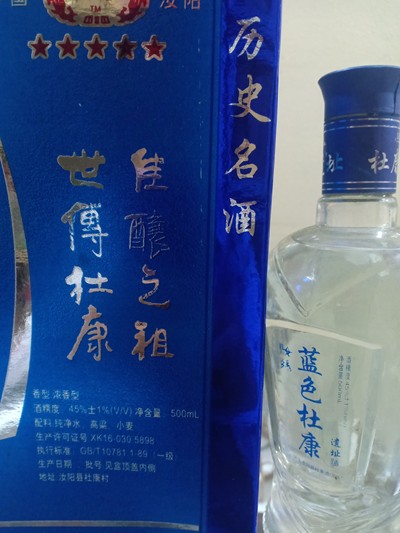 汝阳
历史名酒
佳酿之祖
世傳杜康
香型 浓香型
酒精度 45%±1%(V/V) 净含量 500mL
配料:纯净水 高粱 小麦
生产许可证号 XK16-030 5898
执行标准 GB/T10781.1-89 (一级)
生产日期 、批号 见盒顶盖内侧
地址 汝阳县杜康村
址 杜康
蓝色杜康
遗址